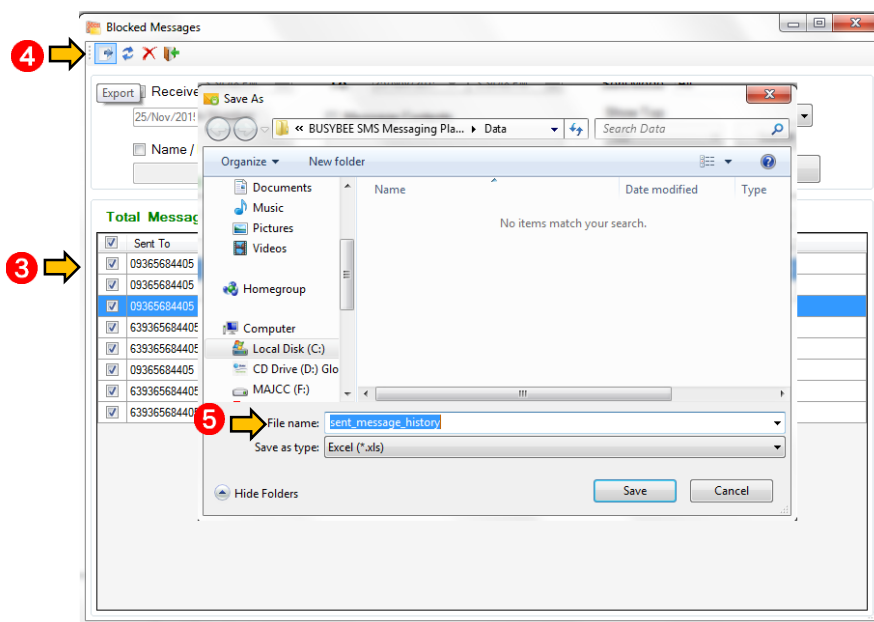 Blocked Messages
4
Export
Receive
25/Nov/201
Name /
Save As
« BUSYBEE SMS Messaging Pla... ▸ Data
Search Data
Organize
New folder
Documents
Music
Pictures
Videos
Homegroup
Computer
Local Disk (C:)
CD Drive (D:) Glo
MAJCC (F:)
Name
Date modified
Type
No items match your search.
Total Messag
Sent To
3
09365684405
09365684405
09365684405
639365684405
639365684405
09365684405
639365684405
639365684405
5
File name: sent_message_history
Save as type: Excel (*.xls)
Hide Folders
Save
Cancel